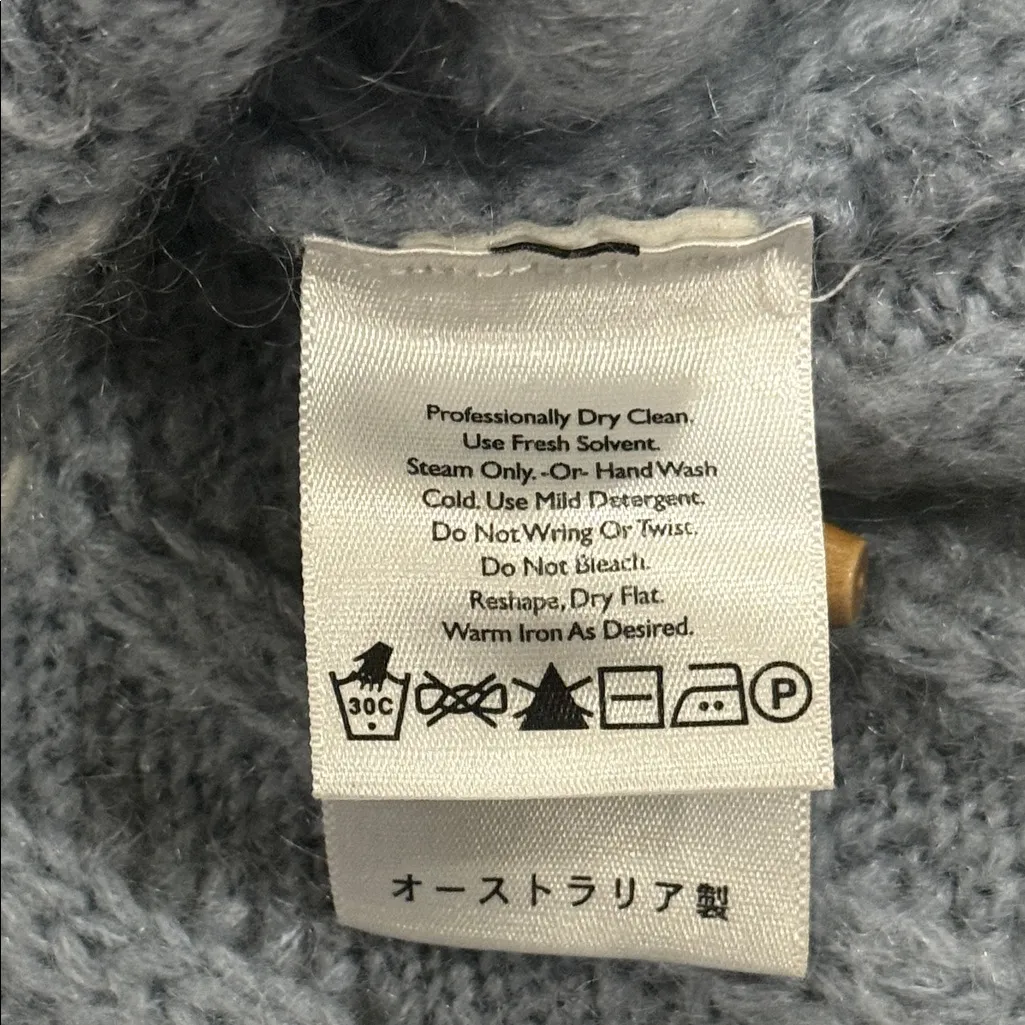 Professionally Dry Clean.
Use Fresh Solvent.
Steam Only. -Or- Hand Wash
Cold. Use Mild Detergent.
Do Not Wring Or Twist.
Do Not Bleach.
Reshape, Dry Flat.
Warm Iron As Desired.
30C P
オーストラリア製